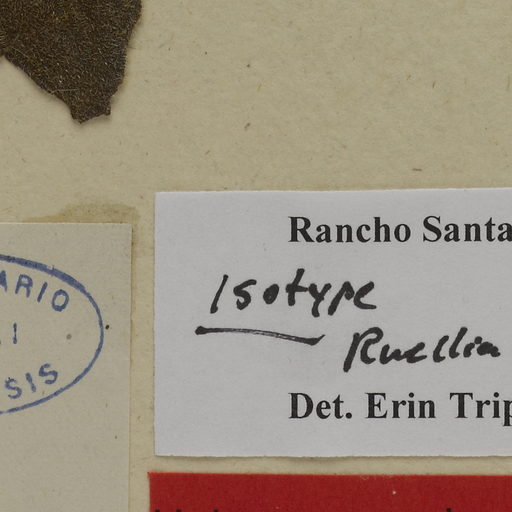 ARIO
SIS
Rancho Santa
Isotype
Ruellia
Det. Erin Trip